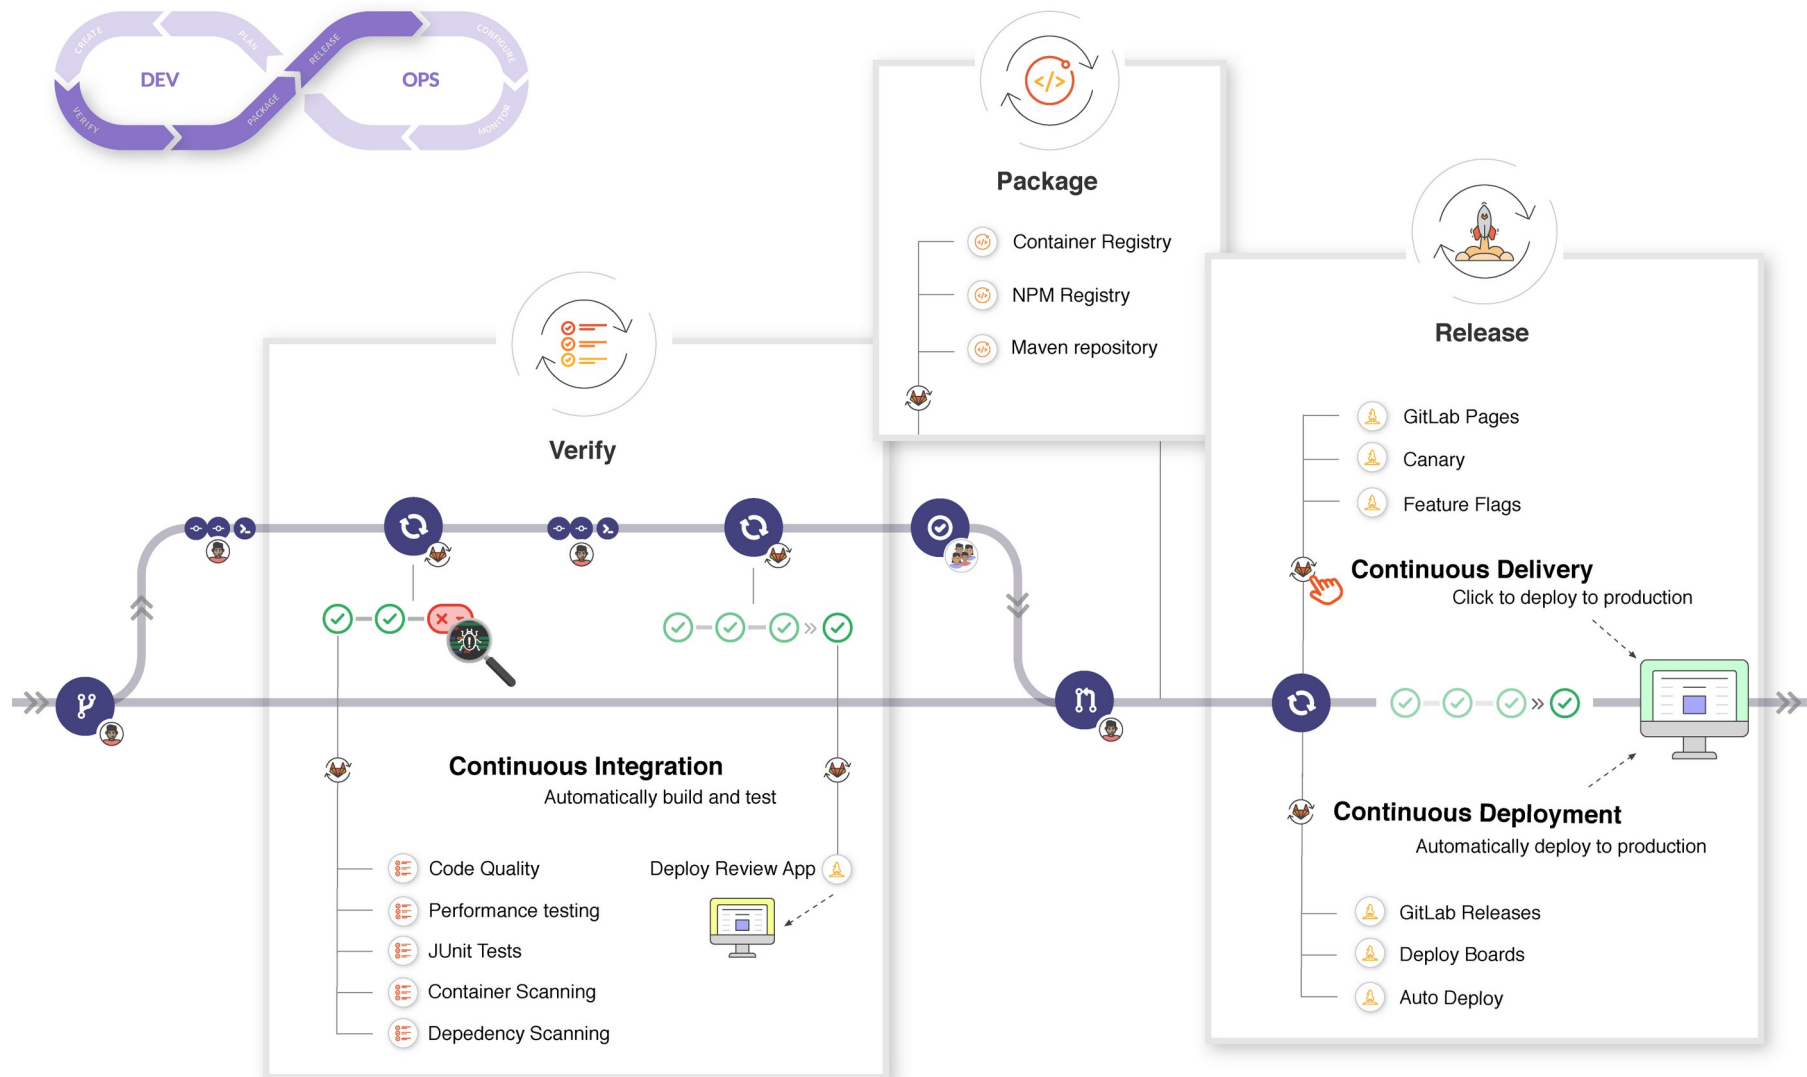 CREATE
PLAN
RELEASE
CONFIGURE
DEV
OPS
VERIFY
PACKAGE
MONITOR
</>
Package
Container Registry
NPM Registry
Maven repository
Release
GitLab Pages
Canary
Feature Flags
Continuous Delivery
Click to deploy to production
Continuous Deployment
Automatically deploy to production
GitLab Releases
Deploy Boards
Auto Deploy
Verify
Continuous Integration
Automatically build and test
Code Quality
Performance testing
JUnit Tests
Container Scanning
Depedency Scanning
Deploy Review App